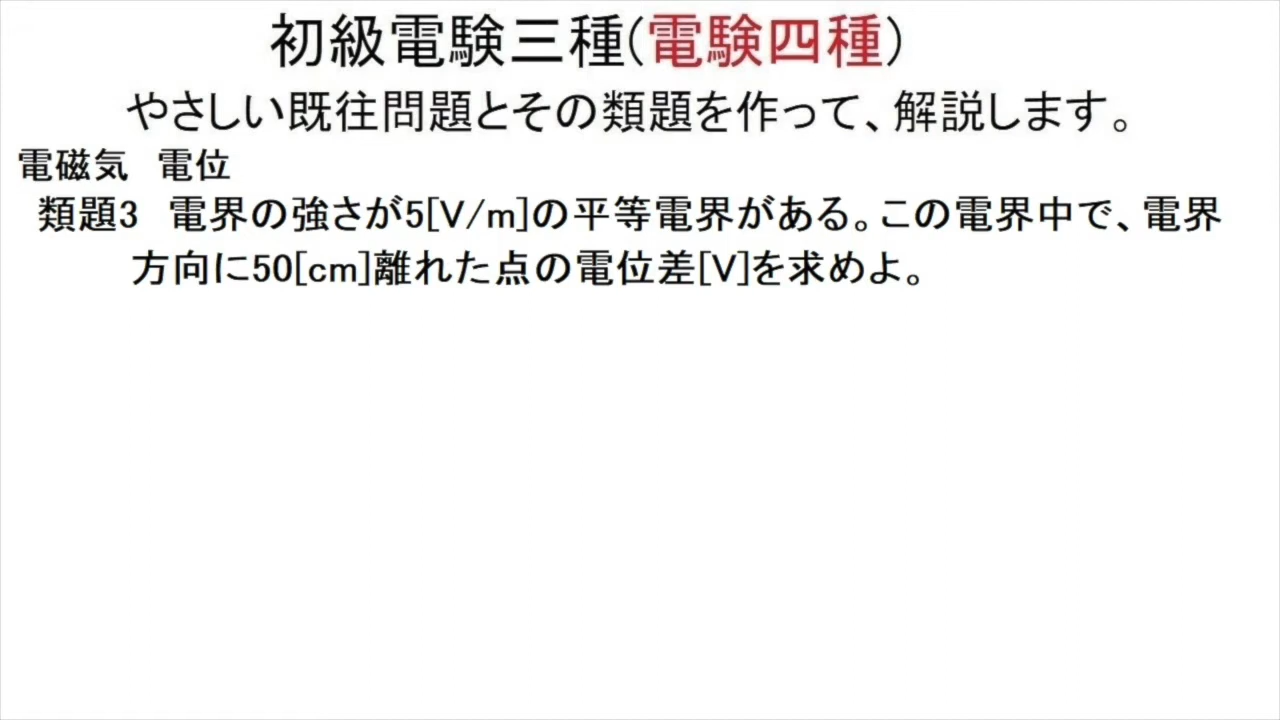 初級電験三種(電験四種)
やさしい既往問題とその類題を作って、解説します。
電磁気　電位
類題3　電界の強さが5[V/m]の平等電界がある。この電界中で、電界
方向に50[cm]離れた点の電位差[V]を求めよ。